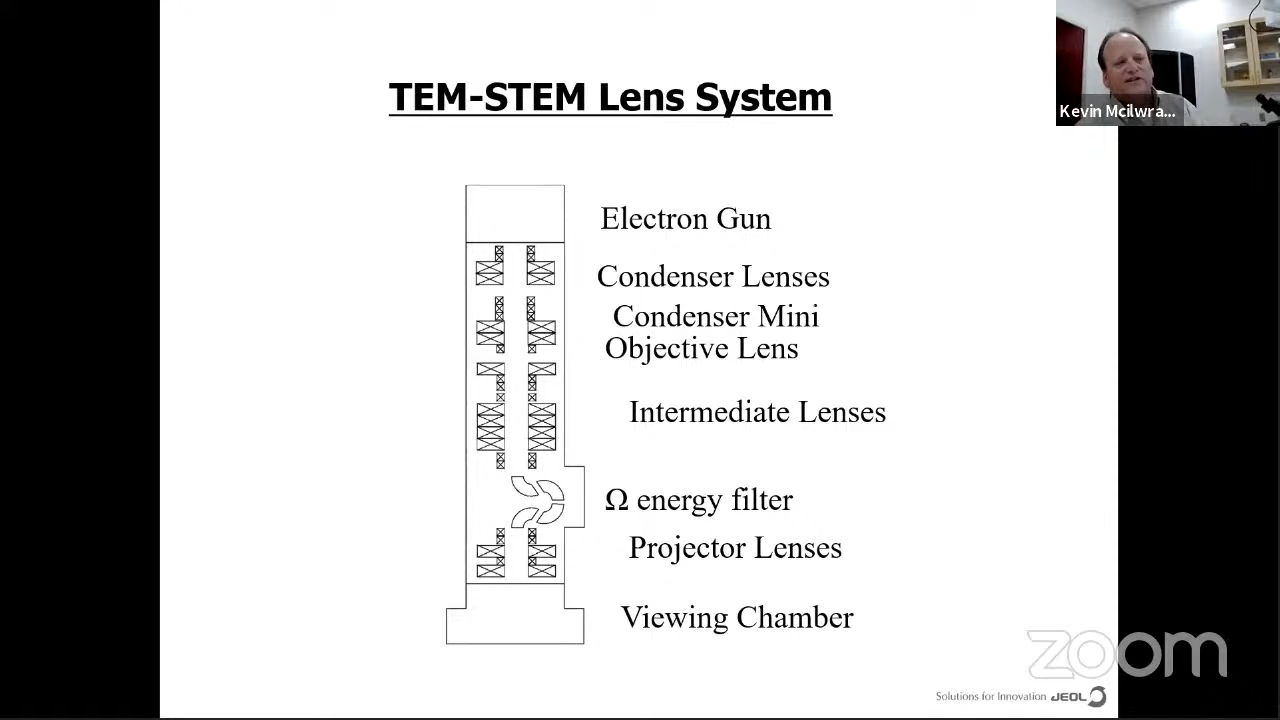 TEM-STEM Lens System
Kevin Mcilwra...
Electron Gun
Condenser Lenses
Condenser Mini
Objective Lens
Intermediate Lenses
Ω energy filter
Projector Lenses
Viewing Chamber
zoom
Solutions for Innovation JEOL